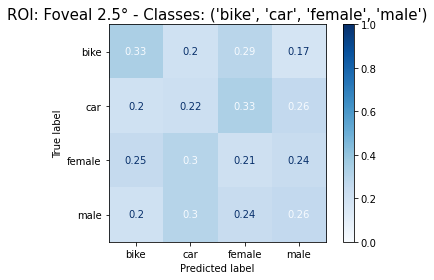 ROI: Foveal 2.5° - Classes: ('bike', 'car', 'female', 'male')
1.0
bike 0.33 0.2 0.29 0.17
0.8
car 0.2 0.22 0.33 0.26
0.6
True label
0.4
female 0.25 0.3 0.21 0.24
0.2
male 0.2 0.3 0.24 0.26
0.0
bike car female male
Predicted label